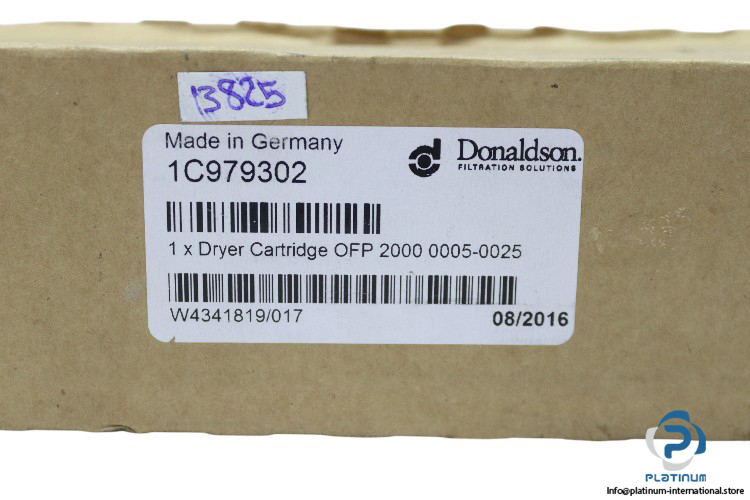 13825
Made in Germany
Donaldson.
FILTRATION SOLUTIONS
1C979302
1 x Dryer Cartridge OFP 2000 0005-0025
W4341819/017
08/2016
PLATINUM
Info@platinum-international.store